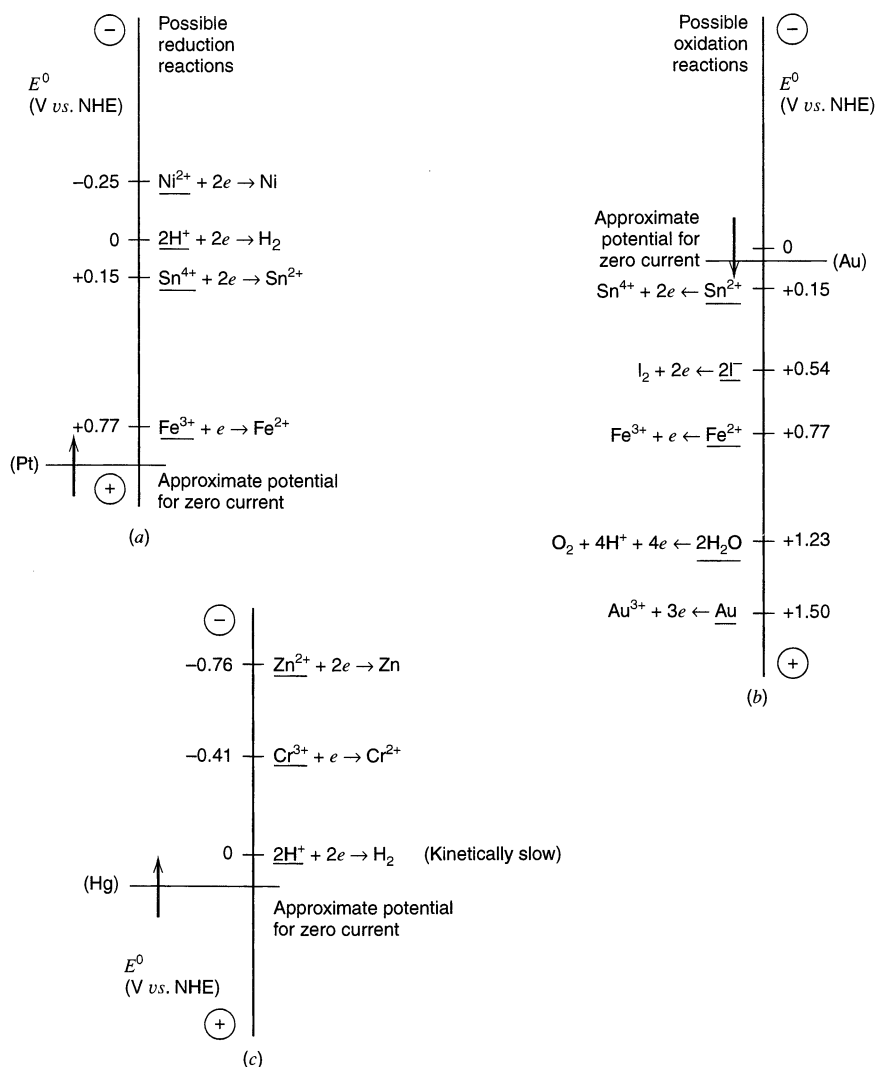 −
Possible
reduction
reactions
E⁰
(V vs. NHE)
−0.25 Ni²⁺ + 2e → Ni
0 2H⁺ + 2e → H₂
+0.15 Sn⁴⁺ + 2e → Sn²⁺
+0.77 Fe³⁺ + e → Fe²⁺
(Pt)
+
Approximate potential
for zero current
(a)
Possible
oxidation
reactions
−
E⁰
(V vs. NHE)
Approximate
potential for
zero current
0
(Au)
Sn⁴⁺ + 2e ← Sn²⁺ +0.15
I₂ + 2e ← 2I⁻ +0.54
Fe³⁺ + e ← Fe²⁺ +0.77
O₂ + 4H⁺ + 4e ← 2H₂O +1.23
Au³⁺ + 3e ← Au +1.50
+
(b)
−
−0.76 Zn²⁺ + 2e → Zn
−0.41 Cr³⁺ + e → Cr²⁺
0 2H⁺ + 2e → H₂ (Kinetically slow)
(Hg)
Approximate potential
for zero current
E⁰
(V vs. NHE)
+
(c)